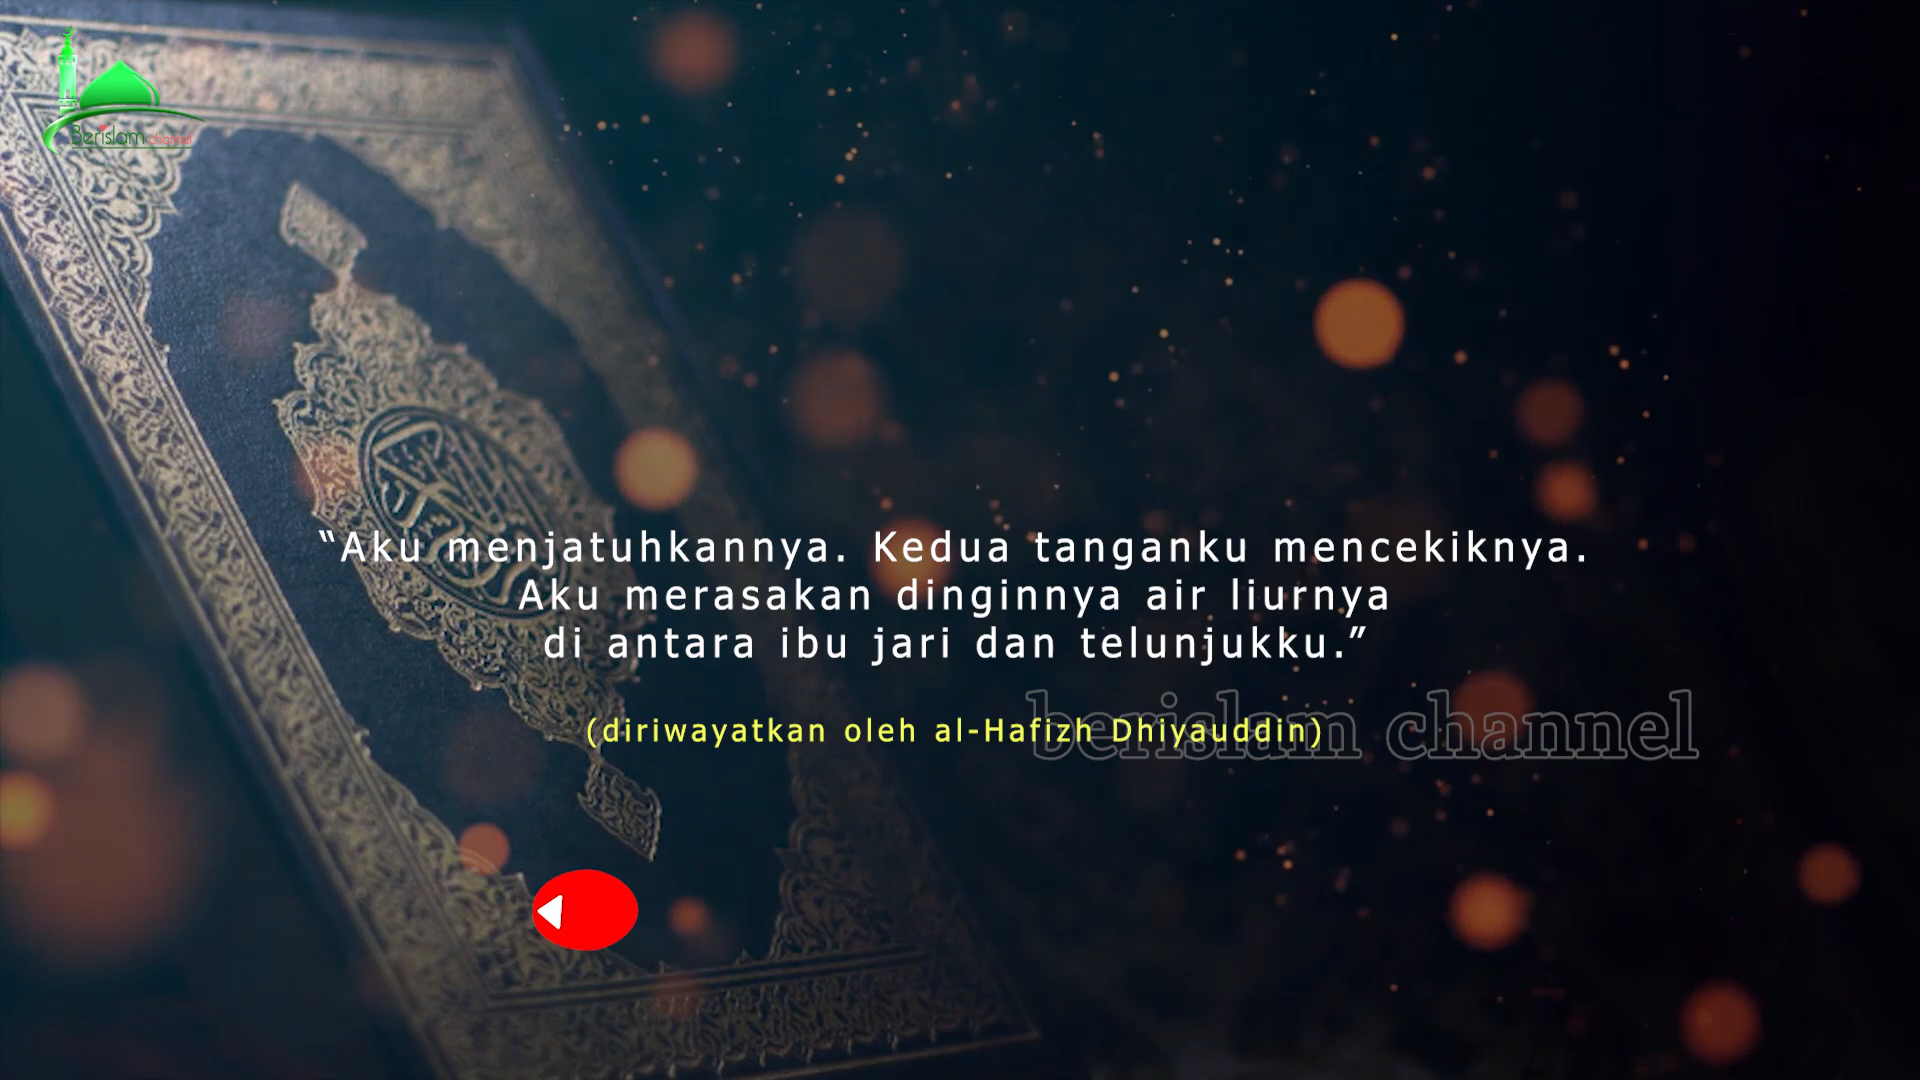 Berislam channel
“Aku menjatuhkannya. Kedua tanganku mencekiknya.
Aku merasakan dinginnya air liurnya
di antara ibu jari dan telunjukku.”
(diriwayatkan oleh al-Hafizh Dhiyauddin)
berislam channel